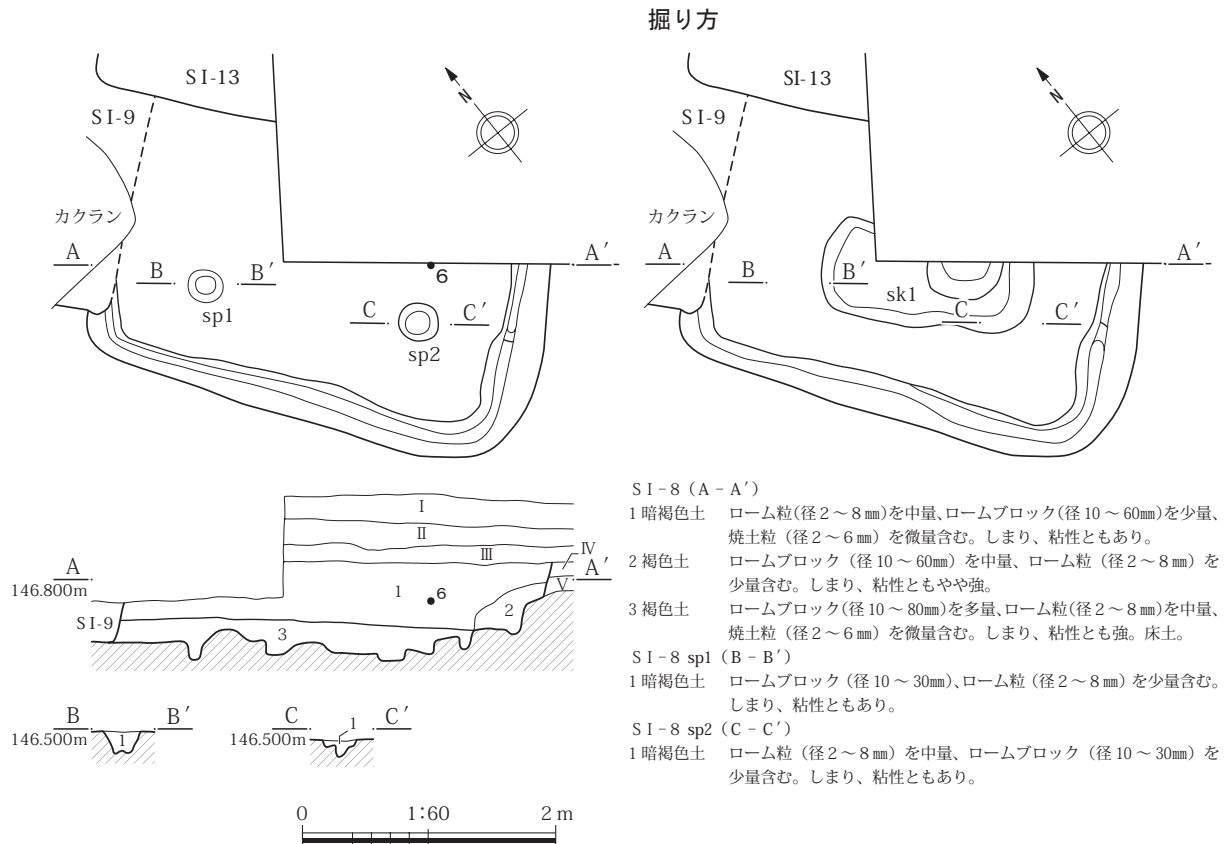 掘り方
SI-13
SI-9
カクラン
A
A′
B
B′
sp1
6
C
C′
sp2
N
SI-13
SI-9
カクラン
A
A′
B
B′
sk1
C
C′
N
I
II
III
IV
V
A
A′
146.800m
1
6
2
SI-9
3
B
B′
146.500m
1
C
C′
146.500m
1
0
1:60
2 m
SI-8 (A-A′)
1 暗褐色土 ローム粒(径2~8㎜)を中量、ロームブロック(径10~60㎜)を少量、
焼土粒(径2~6㎜)を微量含む。しまり、粘性ともあり。
2 褐色土 ロームブロック(径10~60㎜)を中量、ローム粒(径2~8㎜)を
少量含む。しまり、粘性ともやや強。
3 褐色土 ロームブロック(径10~80㎜)を多量、ローム粒(径2~8㎜)を中量、
焼土粒(径2~6㎜)を微量含む。しまり、粘性とも強。床土。
SI-8 sp1 (B-B′)
1 暗褐色土 ロームブロック(径10~30㎜)、ローム粒(径2~8㎜)を少量含む。
しまり、粘性ともあり。
SI-8 sp2 (C-C′)
1 暗褐色土 ローム粒(径2~8㎜)を中量、ロームブロック(径10~30㎜)を
少量含む。しまり、粘性ともあり。